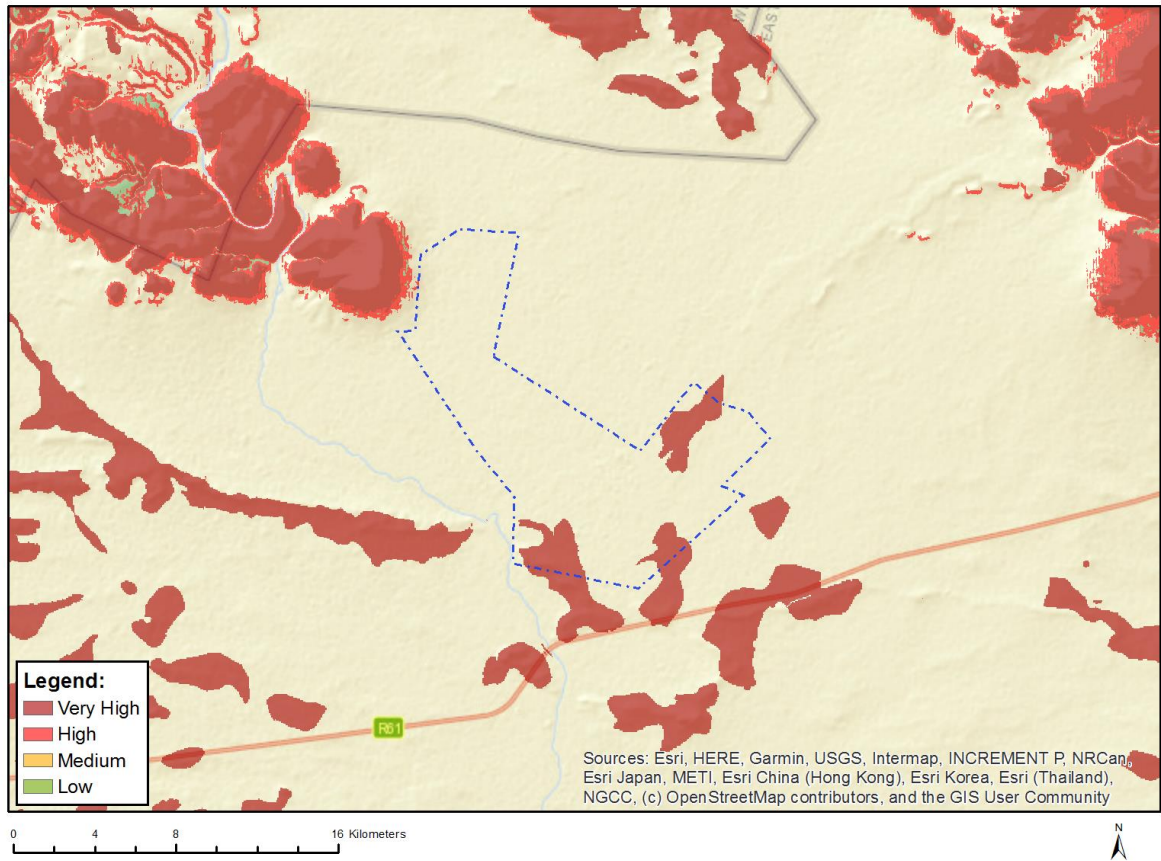 EAST
R61
Legend:
Very High
High
Medium
Low
Sources: Esri, HERE, Garmin, USGS, Intermap, INCREMENT P, NRCan,
Esri Japan, METI, Esri China (Hong Kong), Esri Korea, Esri (Thailand),
NGCC, (c) OpenStreetMap contributors, and the GIS User Community
0 4 8 16 Kilometers
N